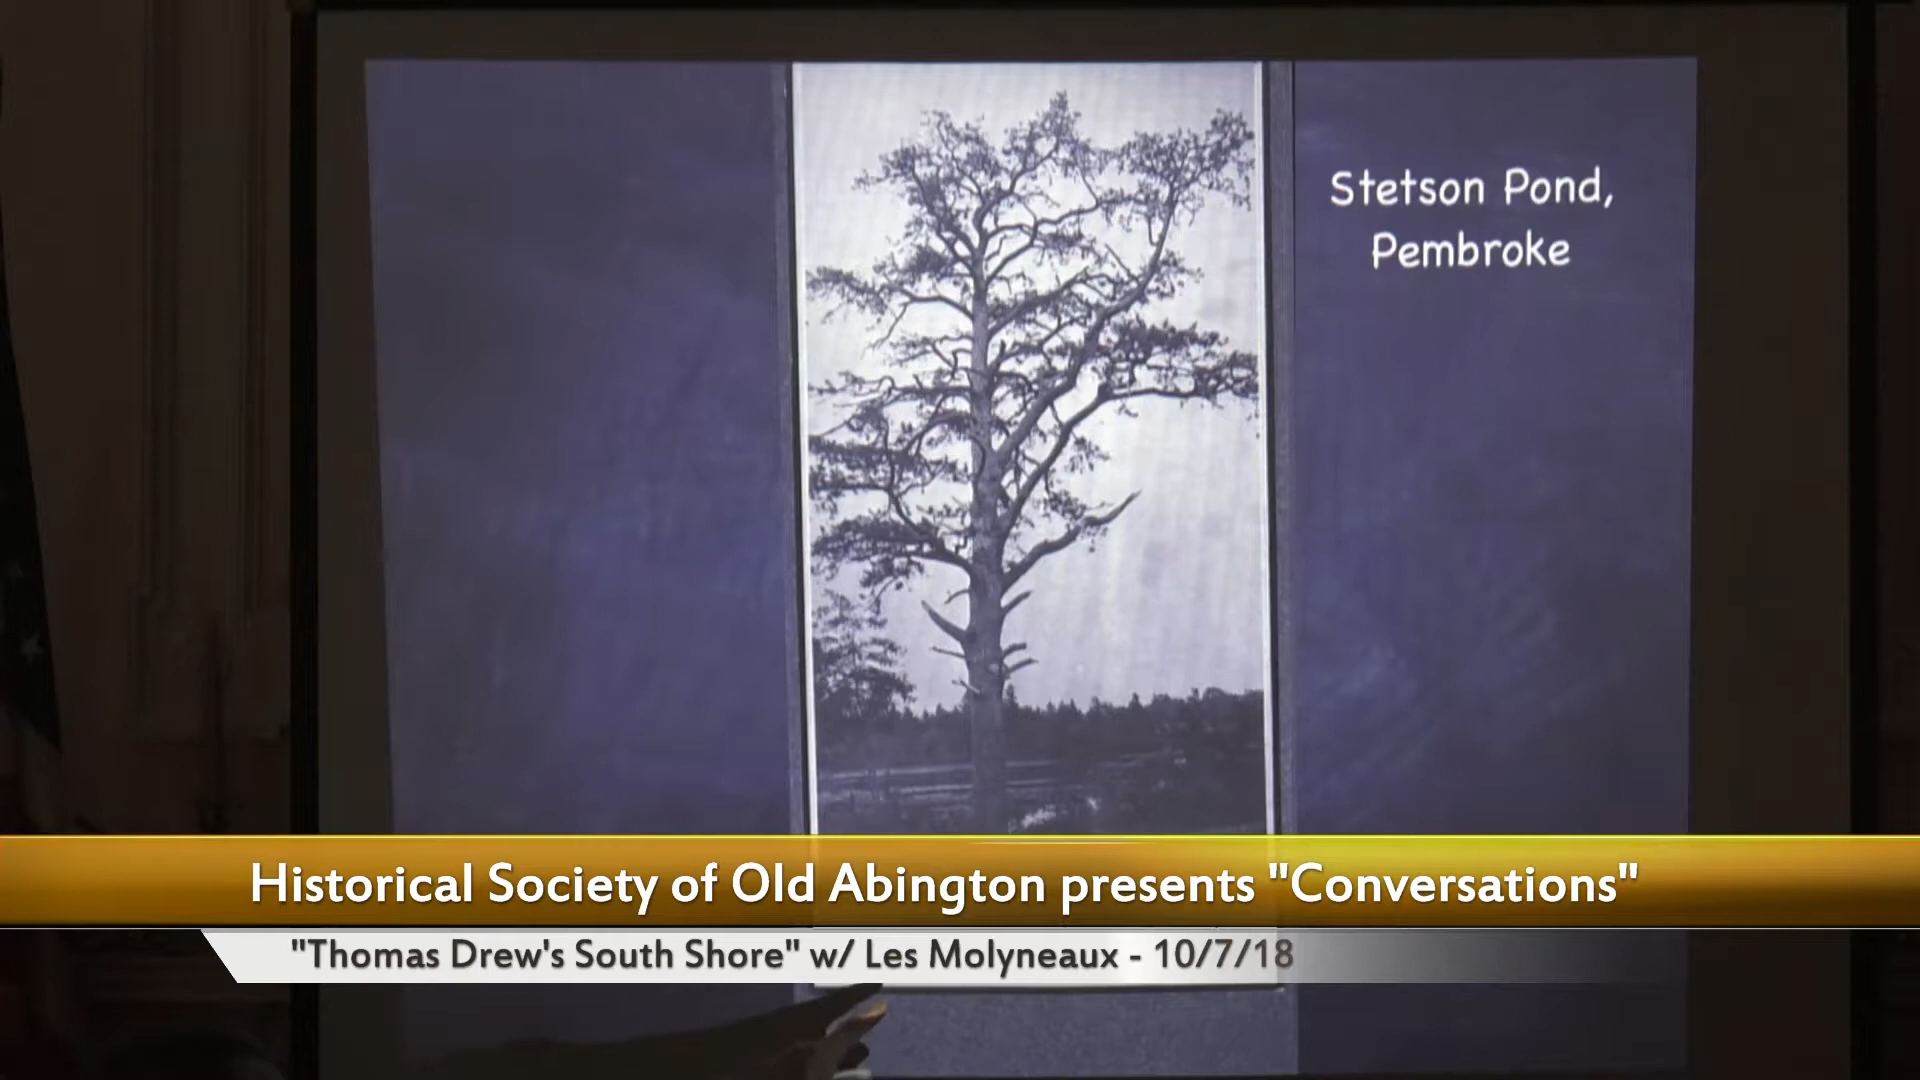 Stetson Pond,
Pembroke
Historical Society of Old Abington presents "Conversations"
"Thomas Drew's South Shore" w/ Les Molyneaux - 10/7/18